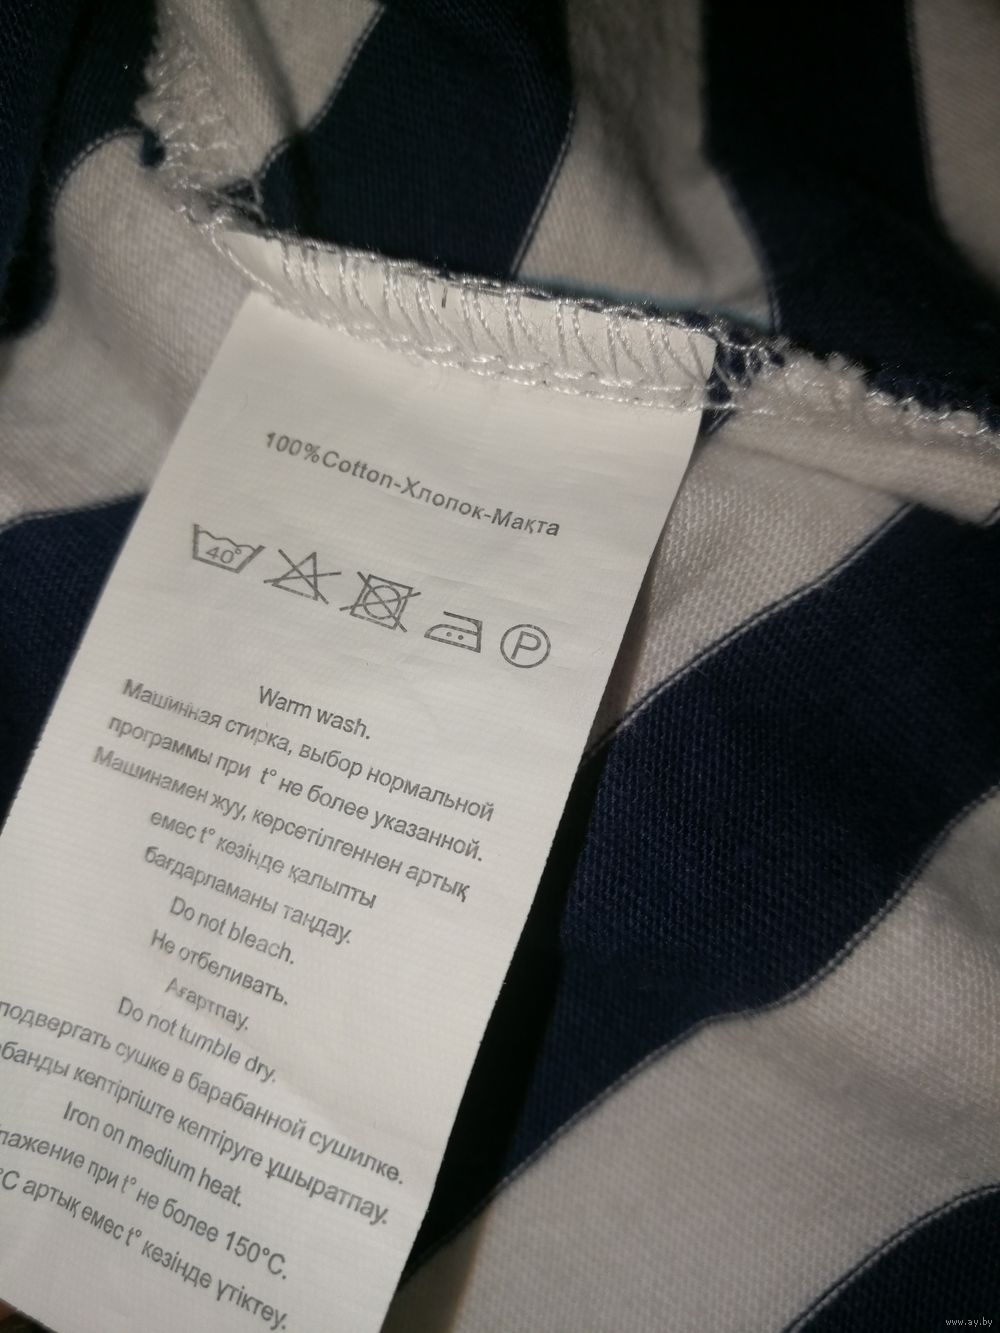 100%Cotton-Хлопок-Мақта
40°
P
Warm wash.
Машинная стирка, выбор нормальной
программы при t° не более указанной.
Машинамен жуу, көрсетілгеннен артық
емес t° кезінде қалыпты
бағдарламаны таңдау.
Do not bleach.
Не отбеливать.
Ағартпау.
Do not tumble dry.
подвергать сушке в барабанной сушилке.
кептіргіште кептіруге ұшыратпау.
Iron on medium heat.
при t° не более 150°C.
°C артық емес t° кезінде үтіктеу.
www.ay.by